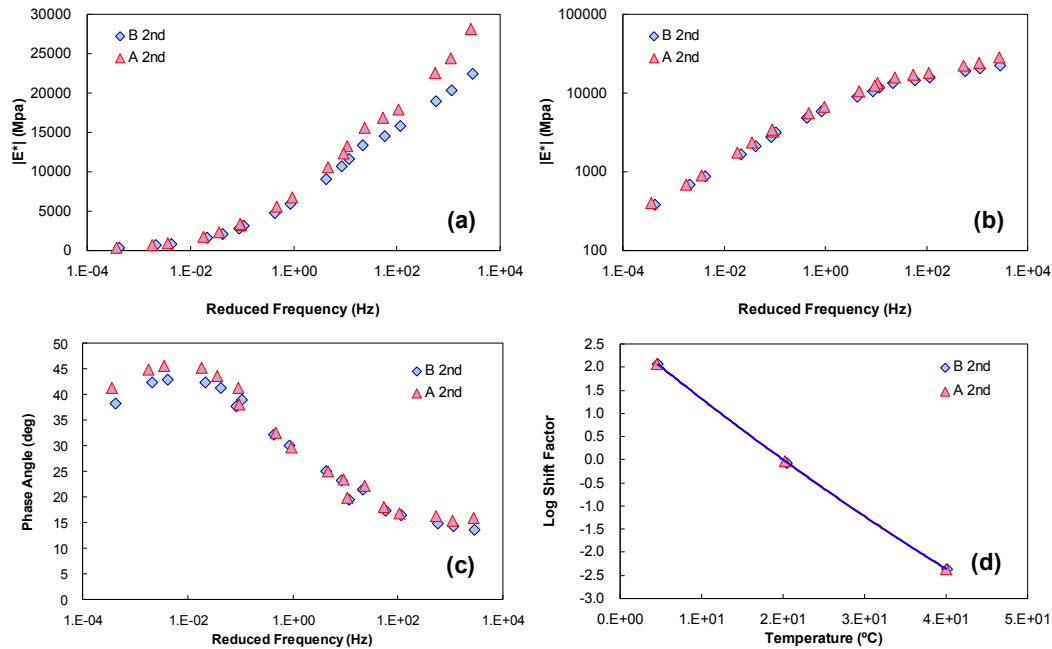 30000
25000
20000
15000
10000
5000
0
|E*| (Mpa)
B 2nd
A 2nd
(a)
1.E-04 1.E-02 1.E+00 1.E+02 1.E+04
Reduced Frequency (Hz)
100000
10000
1000
100
|E*| (Mpa)
B 2nd
A 2nd
(b)
1.E-04 1.E-02 1.E+00 1.E+02 1.E+04
Reduced Frequency (Hz)
50
45
40
35
30
25
20
15
10
5
0
Phase Angle (deg)
B 2nd
A 2nd
(c)
1.E-04 1.E-02 1.E+00 1.E+02 1.E+04
Reduced Frequency (Hz)
2.5
2.0
1.5
1.0
0.5
0.0
-0.5
-1.0
-1.5
-2.0
-2.5
-3.0
Log Shift Factor
B 2nd
A 2nd
(d)
0.E+00 1.E+01 2.E+01 3.E+01 4.E+01 5.E+01
Temperature (ºC)